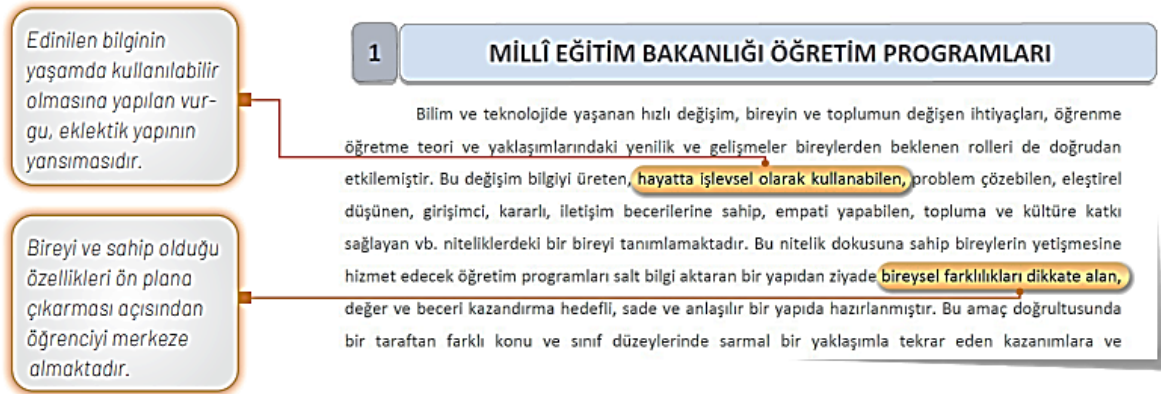 Edinilen bilginin
yaşamda kullanılabilir
olmasına yapılan vur-
gu, eklektik yapının
yansımasıdır.
Bireyi ve sahip olduğu
özellikleri ön plana
çıkarması açısından
öğrenciyi merkeze
almaktadır.
1 MİLLÎ EĞİTİM BAKANLIĞI ÖĞRETİM PROGRAMLARI
Bilim ve teknolojide yaşanan hızlı değişim, bireyin ve toplumun değişen ihtiyaçları, öğrenme
öğretme teori ve yaklaşımlarındaki yenilik ve gelişmeler bireylerden beklenen rolleri de doğrudan
etkilemiştir. Bu değişim bilgiyi üreten, hayatta işlevsel olarak kullanabilen, problem çözebilen, eleştirel
düşünen, girişimci, kararlı, iletişim becerilerine sahip, empati yapabilen, topluma ve kültüre katkı
sağlayan vb. niteliklerdeki bir bireyi tanımlamaktadır. Bu nitelik dokusuna sahip bireylerin yetişmesine
hizmet edecek öğretim programları salt bilgi aktaran bir yapıdan ziyade bireysel farklılıkları dikkate alan,
değer ve beceri kazandırma hedefli, sade ve anlaşılır bir yapıda hazırlanmıştır. Bu amaç doğrultusunda
bir taraftan farklı konu ve sınıf düzeylerinde sarmal bir yaklaşımla tekrar eden kazanımlara ve